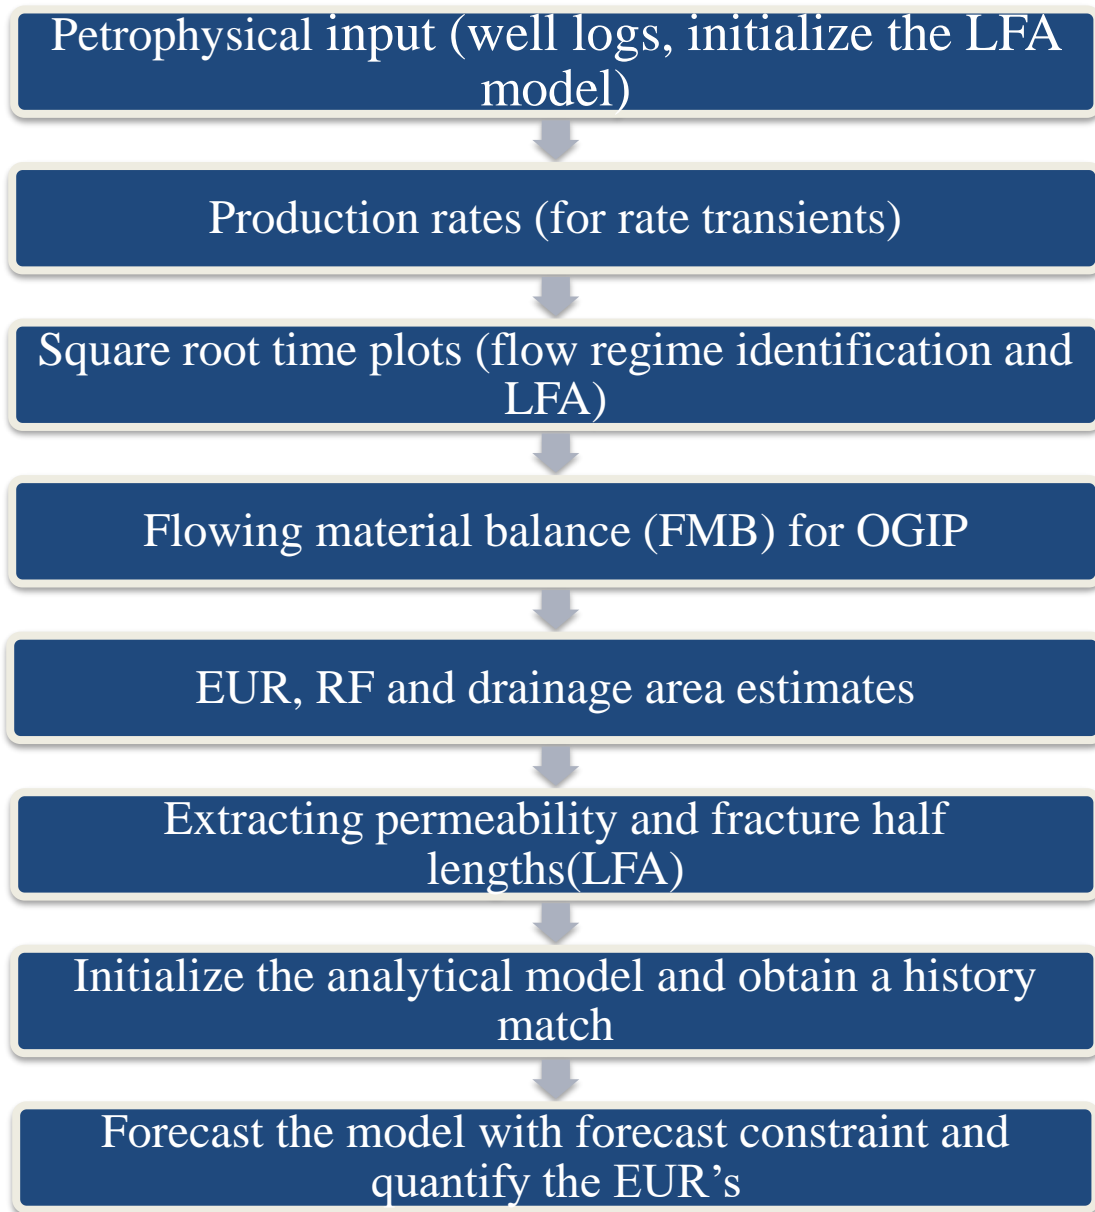 Petrophysical input (well logs, initialize the LFA
model)
Production rates (for rate transients)
Square root time plots (flow regime identification and
LFA)
Flowing material balance (FMB) for OGIP
EUR, RF and drainage area estimates
Extracting permeability and fracture half
lengths(LFA)
Initialize the analytical model and obtain a history
match
Forecast the model with forecast constraint and
quantify the EUR’s